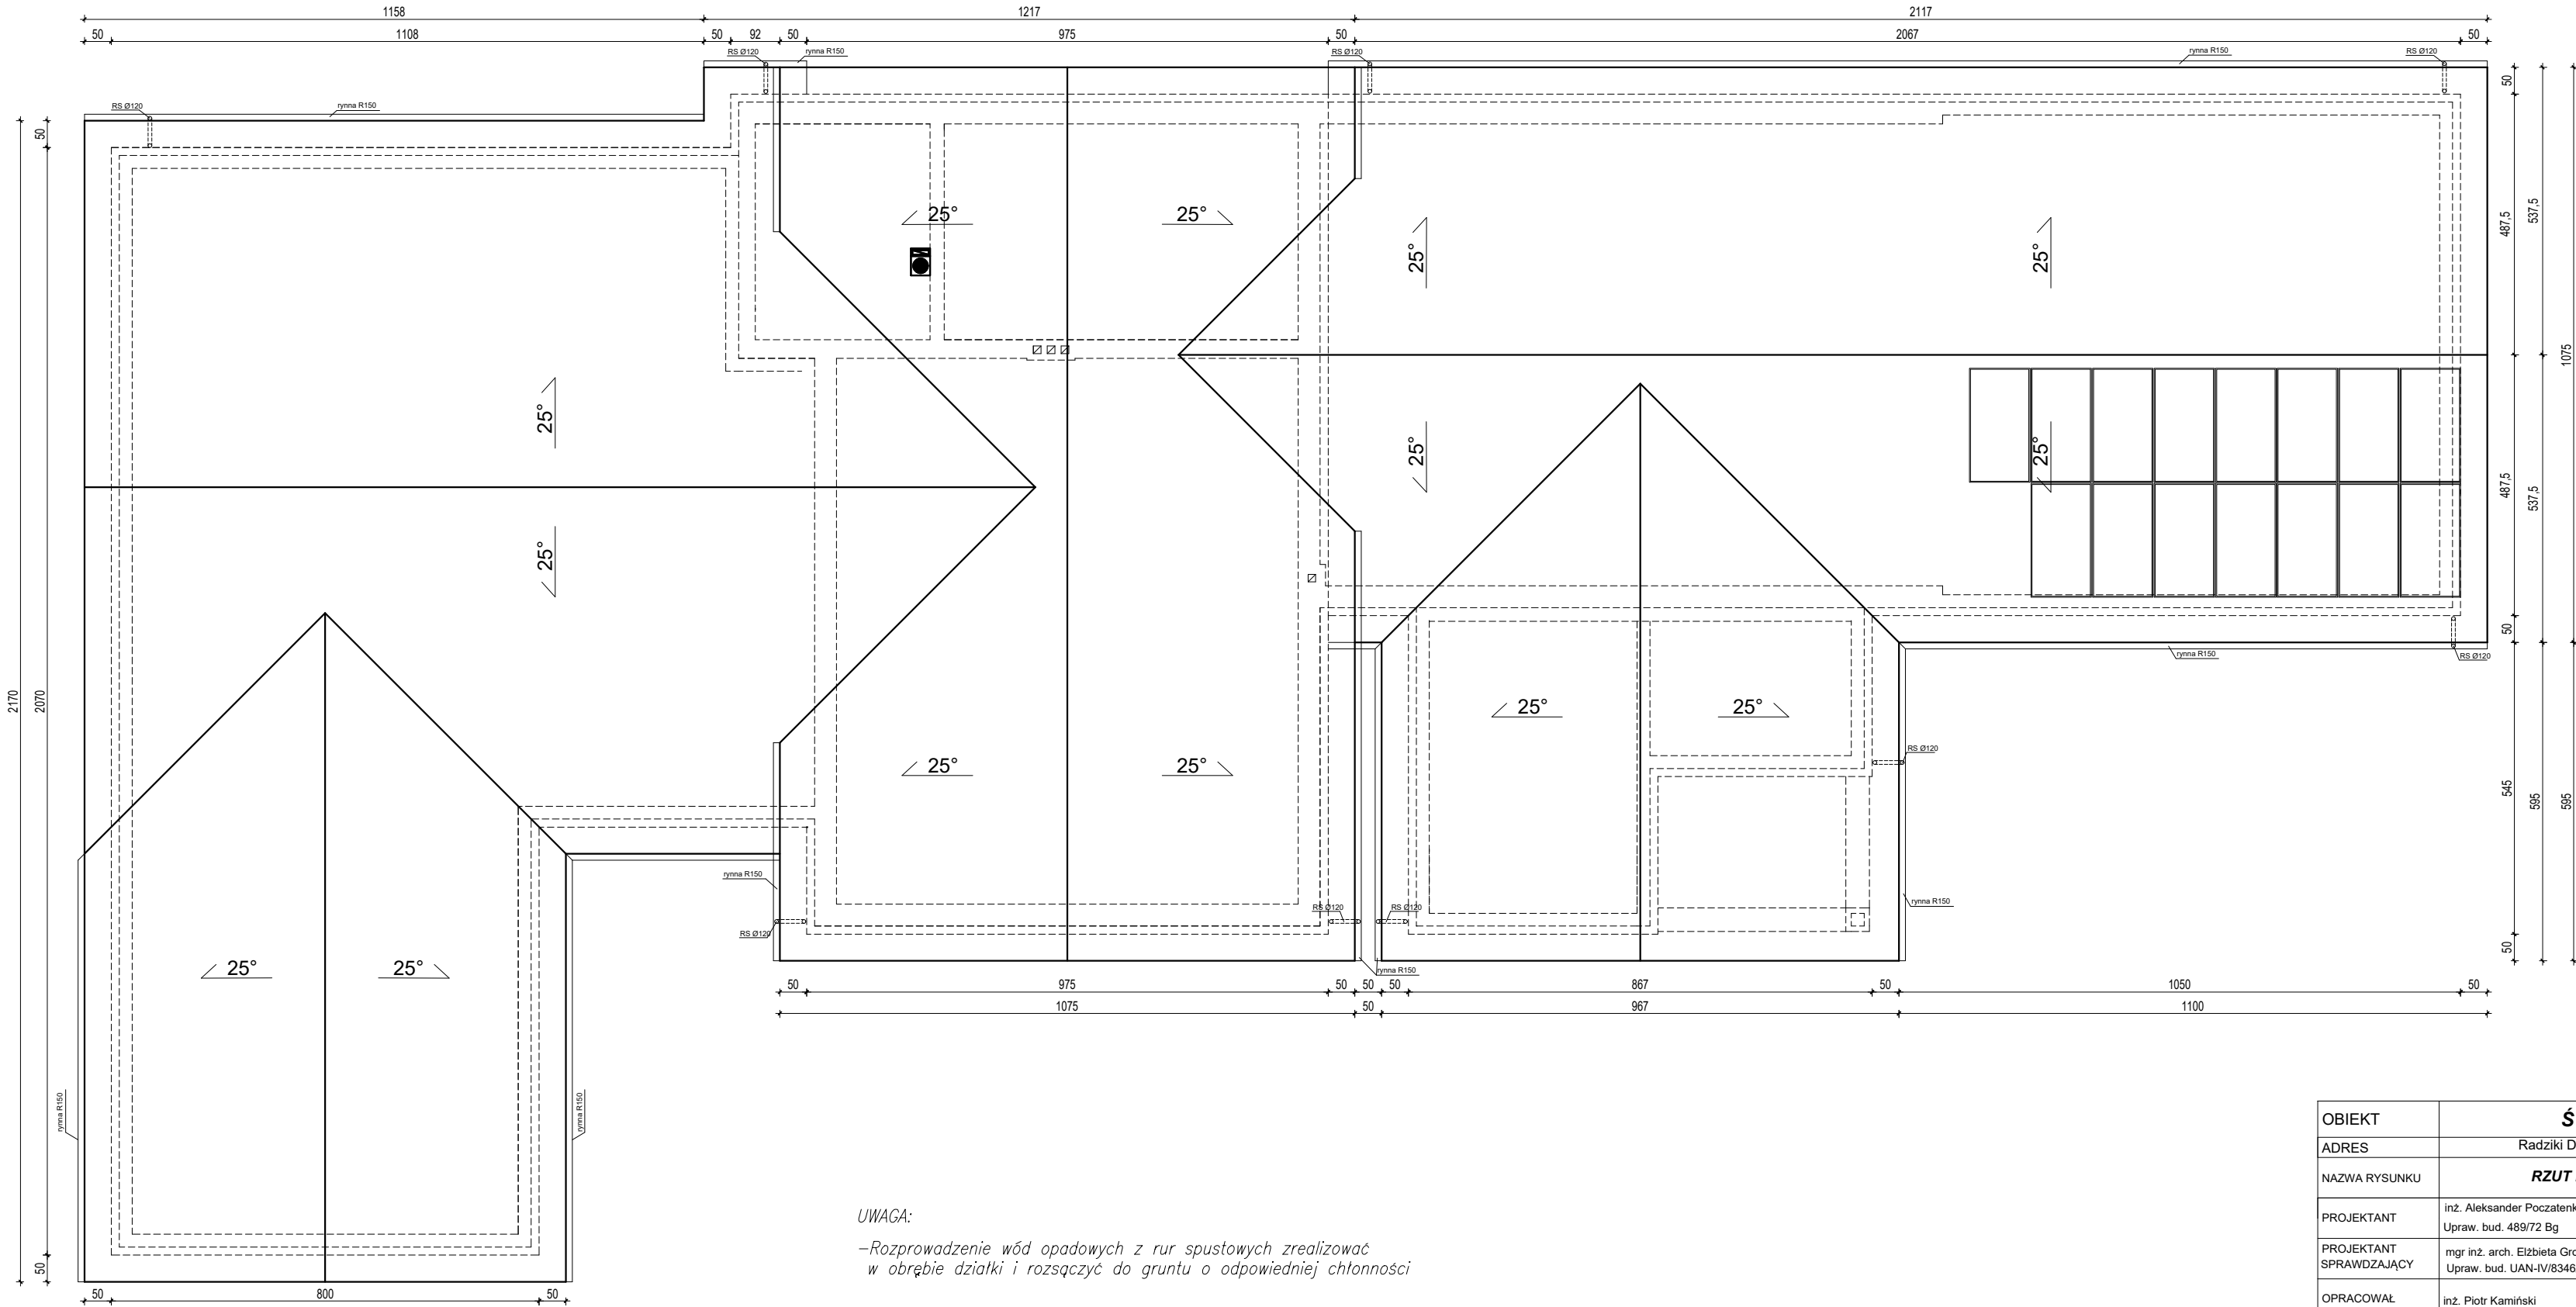 1158 1217 2117
50 1108 50 92 50 975 50 2067 50
RS Ø120 rynna R150 RS Ø120 rynna R150 RS Ø120
RS Ø120 rynna R150
50 50
25° 25° 25° 25°
487,5 537,5 1075
25° 25° 25°
487,5 537,5
25°
50
rynna R150 RS Ø120
2170 2070
25° 25°
RS Ø120
25° 25°
545 595 595
rynna R150
rynna R150
RS Ø120 RS Ø120
RS Ø120
50
25° 25°
rynna R150
50 975 50 50 50 867 50 1050 50
1075 50 967 1100
rynna R150 rynna R150
50
50 800 50
UWAGA:
-Rozprowadzenie wód opadowych z rur spustowych zrealizować
w obrębie działki i rozsączyć do gruntu o odpowiedniej chłonności
OBIEKT Ś
ADRES Radziki D
NAZWA RYSUNKU RZUT
PROJEKTANT inż. Aleksander Poczatenk
Upraw. bud. 489/72 Bg
PROJEKTANT
SPRAWDZAJĄCY
mgr inż. arch. Elżbieta Gro
Upraw. bud. UAN-IV/8346
OPRACOWAŁ inż. Piotr Kamiński